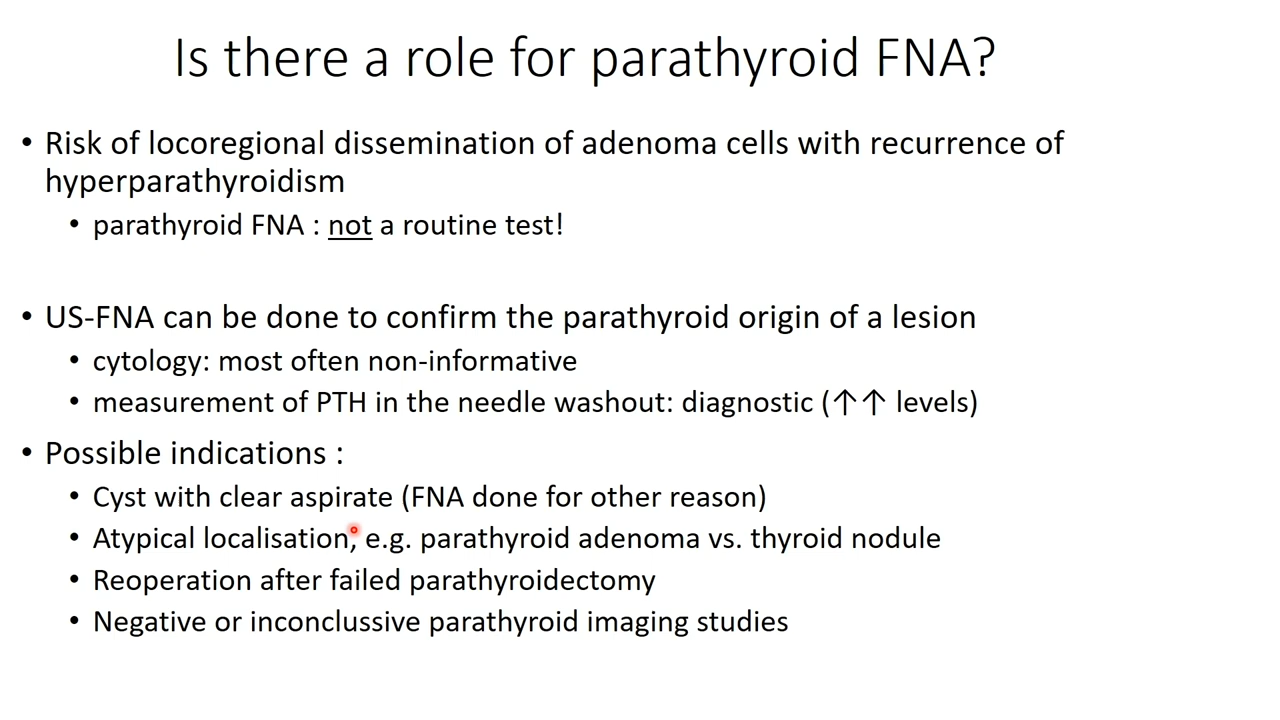 Is there a role for parathyroid FNA?
• Risk of locoregional dissemination of adenoma cells with recurrence of
hyperparathyroidism
• parathyroid FNA : not a routine test!
• US-FNA can be done to confirm the parathyroid origin of a lesion
• cytology: most often non-informative
• measurement of PTH in the needle washout: diagnostic (↑↑ levels)
• Possible indications :
• Cyst with clear aspirate (FNA done for other reason)
• Atypical localisation, e.g. parathyroid adenoma vs. thyroid nodule
• Reoperation after failed parathyroidectomy
• Negative or inconclussive parathyroid imaging studies